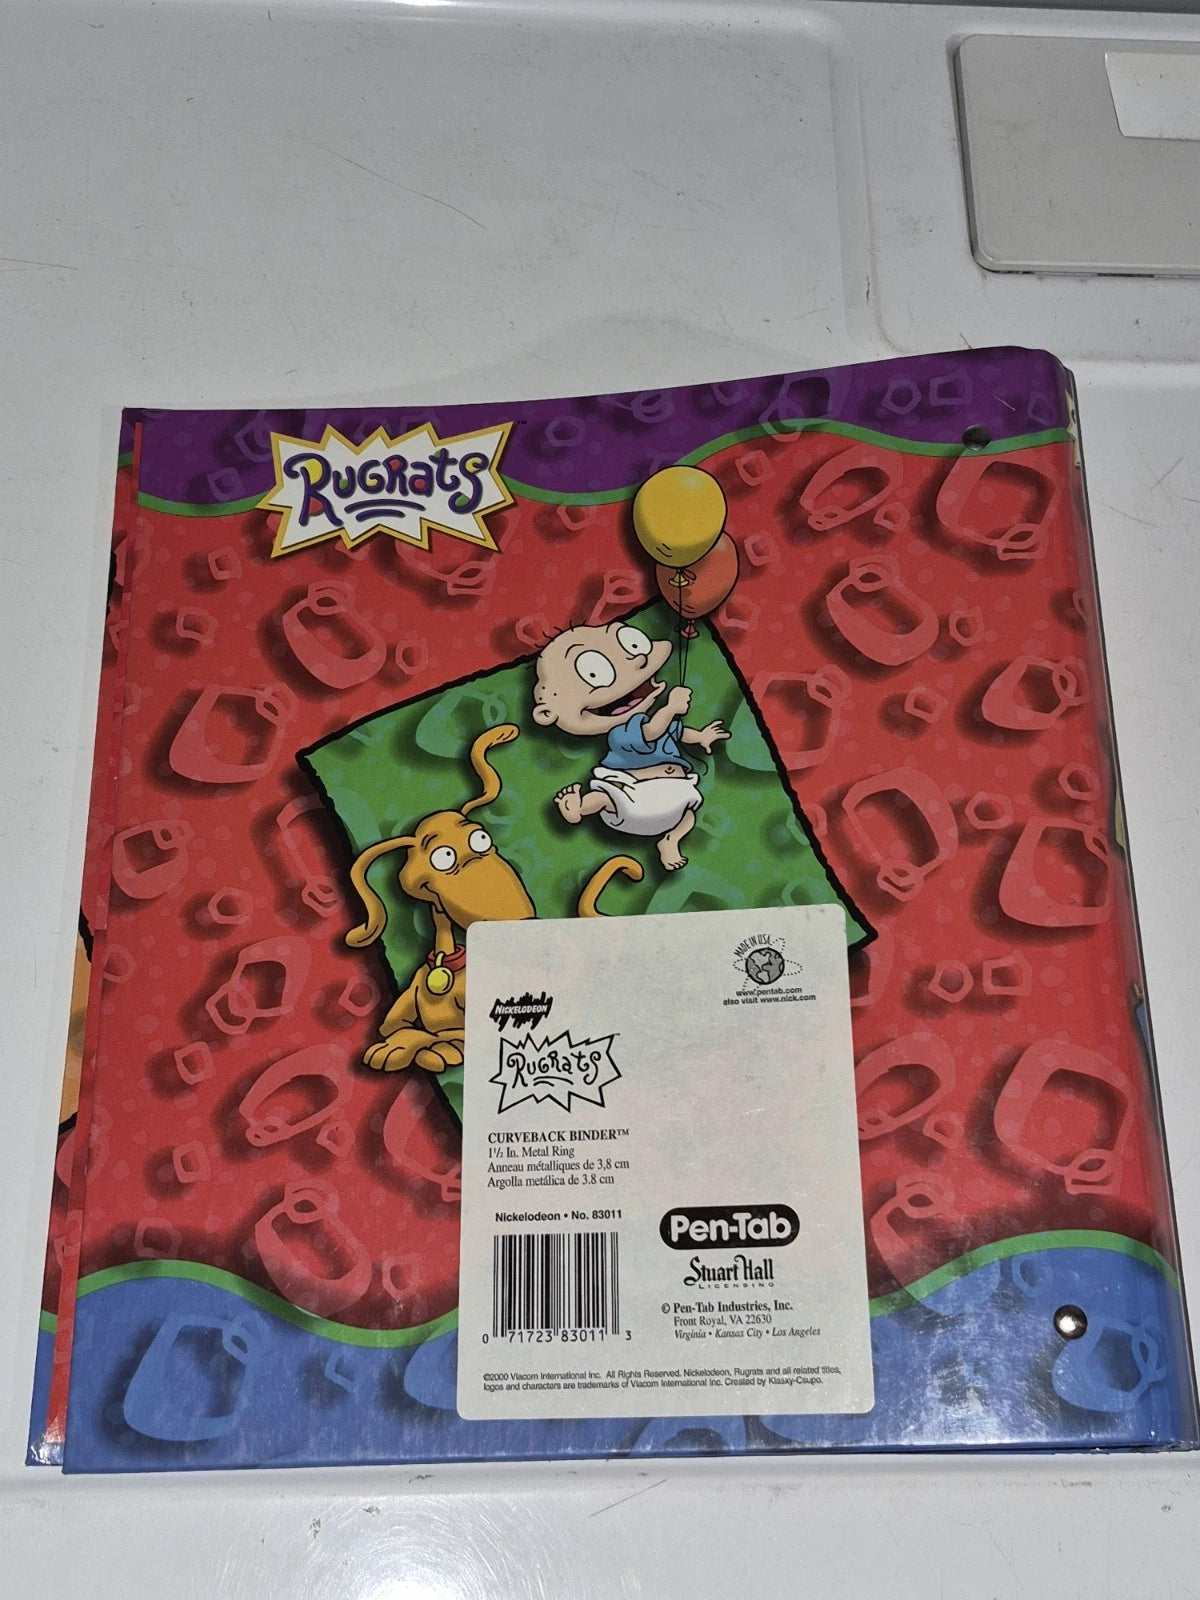 RUGRATS™
MADE IN USA
www.pentab.com
also visit www.nick.com
NICKELODEON
RUGRATS™
CURVEBACK BINDER™
1½ In. Metal Ring
Anneau métalliques de 3,8 cm
Argolla metálica de 3.8 cm
Nickelodeon • No. 83011
0 71723 83011 3
Pen-Tab
Stuart Hall
LICENSING
© Pen-Tab Industries, Inc.
Front Royal, VA 22630
Virginia • Kansas City • Los Angeles
©2000 Viacom International Inc. All Rights Reserved. Nickelodeon, Rugrats and all related titles,
logos and characters are trademarks of Viacom International Inc. Created by Klasky-Csupo.